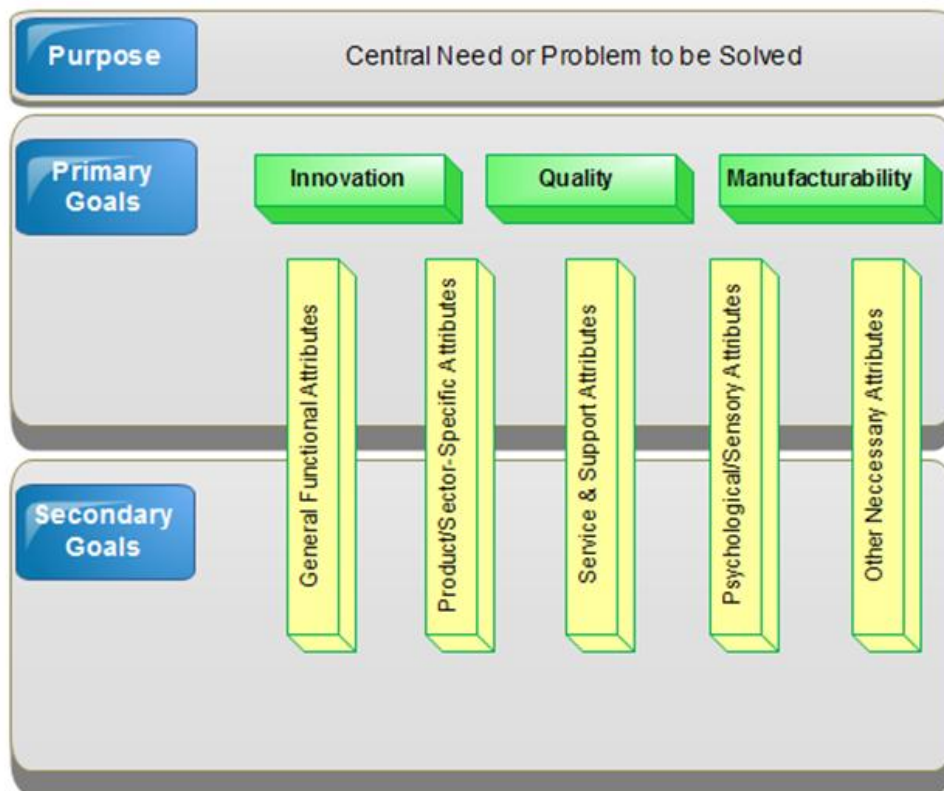 Purpose
Central Need or Problem to be Solved
Primary
Goals
Innovation
Quality
Manufacturability
General Functional Attributes
Product/Sector-Specific Attributes
Service & Support Attributes
Psychological/Sensory Attributes
Other Neccessary Attributes
Secondary
Goals